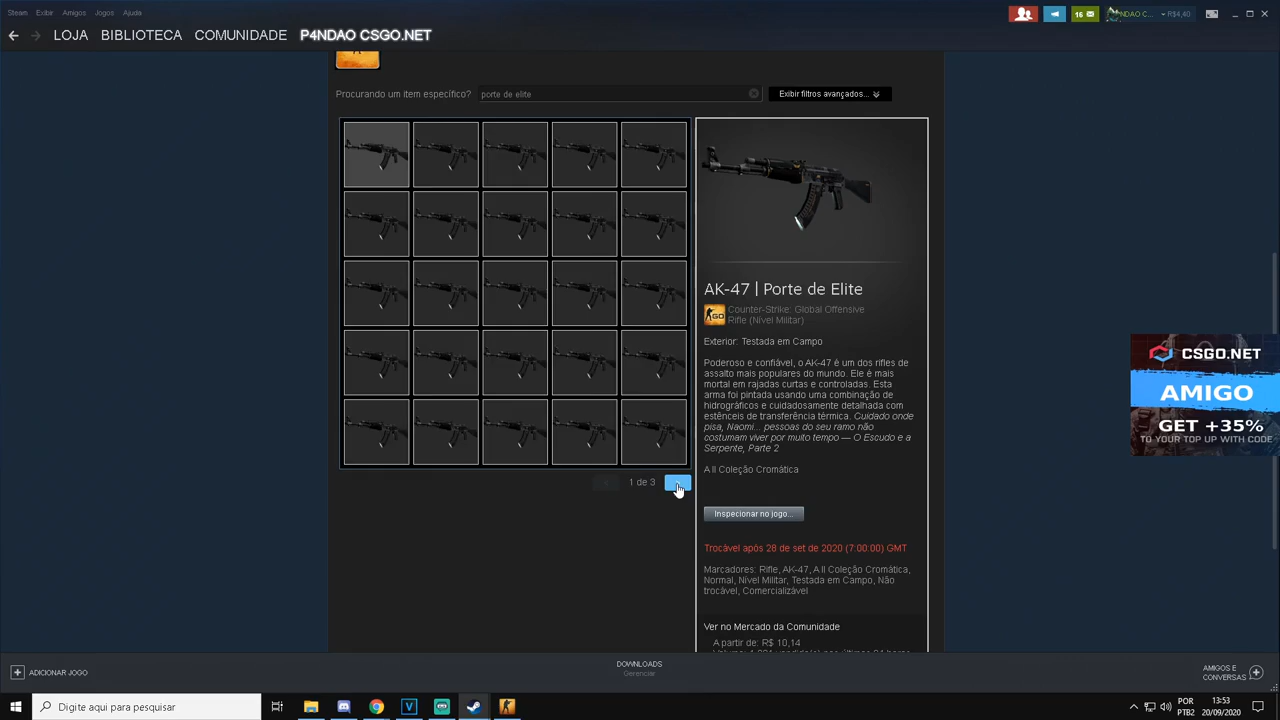 Steam Exibir Amigos Jogos Ajuda
16
R$4,40
LOJA BIBLIOTECA COMUNIDADE P4NDAO CSGO.NET
Procurando um item específico? porte de elite Exibir filtros avançados...
1 de 3
AK-47 | Porte de Elite
Counter-Strike: Global Offensive
Rifle (Nível Militar)
Exterior: Testada em Campo
Poderoso e confiável, o AK-47 é um dos rifles de
assalto mais populares do mundo. Ele é mais
mortal em rajadas curtas e controladas. Esta
arma foi pintada usando uma combinação de
hidrográficos e cuidadosamente detalhada com
estênceis de transferência térmica. Cuidado onde
pisa, Naomi... pessoas do seu ramo não
costumam viver por muito tempo — O Escudo e a
Serpente, Parte 2
A II Coleção Cromática
Inspecionar no jogo...
Trocável após 28 de set de 2020 (7:00:00) GMT
Marcadores: Rifle, AK-47, A II Coleção Cromática,
Normal, Nível Militar, Testada em Campo, Não
trocável, Comercializável
Ver no Mercado da Comunidade
A partir de: R$ 10,14
CSGO.NET
AMIGO
GET +35%
TO YOUR TOP UP WITH CODE
ADICIONAR JOGO
DOWNLOADS
Gerenciar
AMIGOS E
CONVERSAS
Digite aqui para pesquisar
POR
PTB2
13:53
20/09/2020